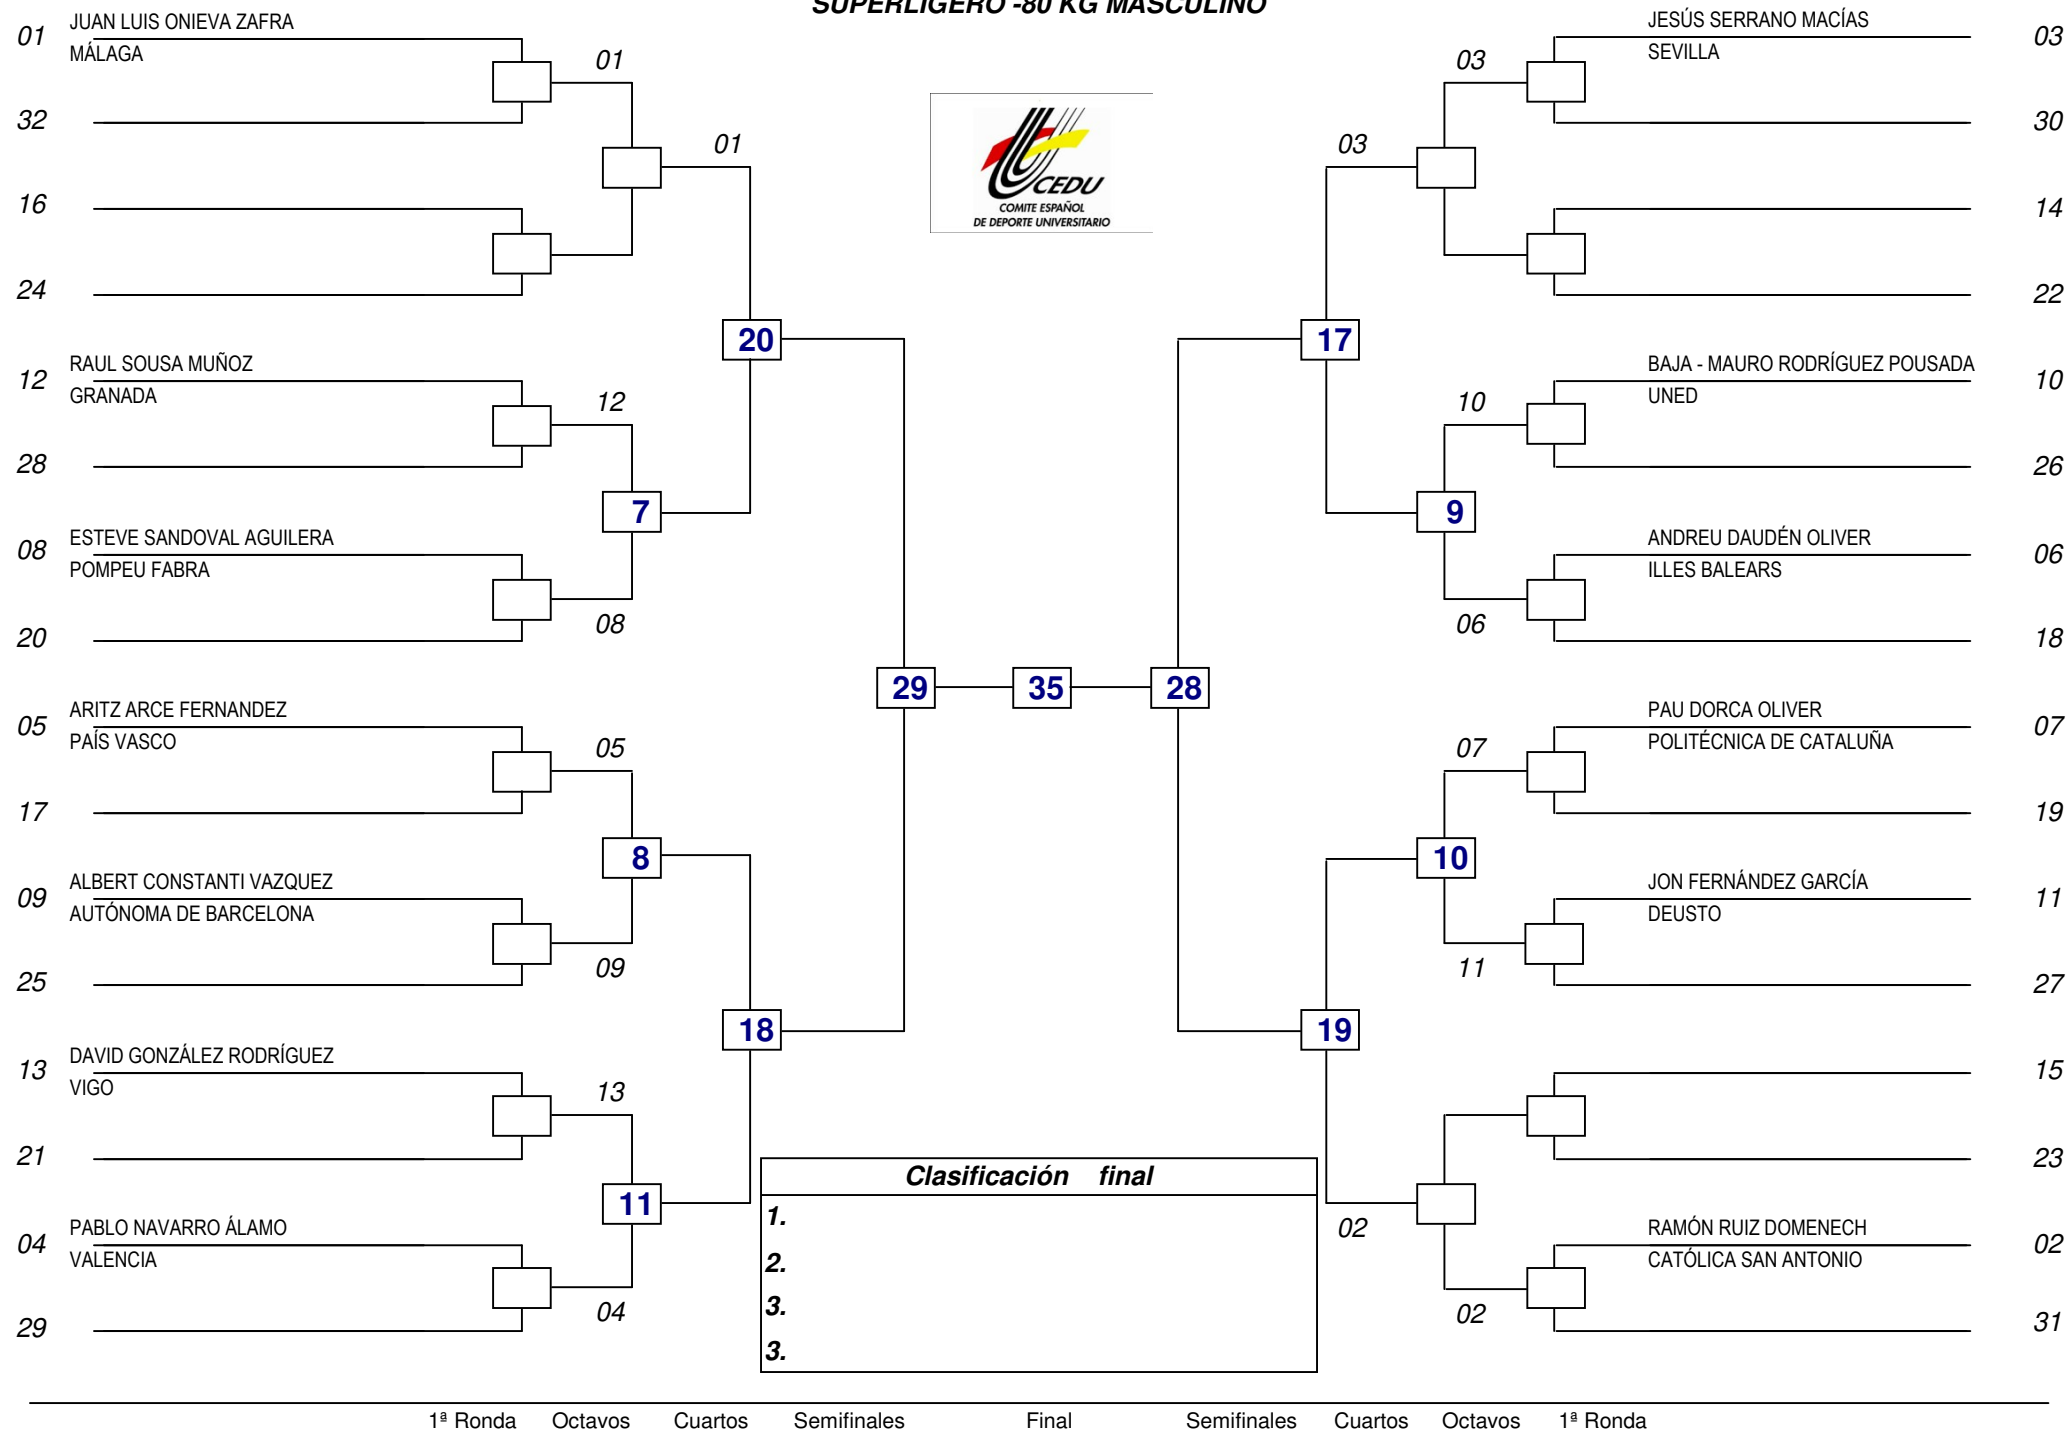 SUPERLIGERO -80 KG MASCULINO
01 JUAN LUIS ONIEVA ZAFRA
MÁLAGA
01
32
01
16
24
RAUL SOUSA MUÑOZ
12
GRANADA
12
28
20
7
ESTEVE SANDOVAL AGUILERA
08
POMPEU FABRA
08
20
ARITZ ARCE FERNANDEZ
05
PAÍS VASCO
05
17
8
ALBERT CONSTANTI VAZQUEZ
09
AUTÓNOMA DE BARCELONA
09
25
18
DAVID GONZÁLEZ RODRÍGUEZ
13
VIGO
13
21
11
PABLO NAVARRO ÁLAMO
04
VALENCIA
04
29
CEDU
COMITE ESPAÑOL
DE DEPORTE UNIVERSITARIO
29
35
28
JESÚS SERRANO MACÍAS
03
SEVILLA
03
30
03
14
22
17
BAJA - MAURO RODRÍGUEZ POUSADA
10
UNED
10
26
9
ANDREU DAUDÉN OLIVER
06
ILLES BALEARS
06
18
PAU DORCA OLIVER
07
POLITÉCNICA DE CATALUÑA
07
19
10
JON FERNÁNDEZ GARCÍA
11
DEUSTO
11
27
19
15
23
02
RAMÓN RUIZ DOMENECH
02
CATÓLICA SAN ANTONIO
02
31
Clasificación final
1.
2.
3.
3.
1ª Ronda Octavos Cuartos Semifinales Final Semifinales Cuartos Octavos 1ª Ronda